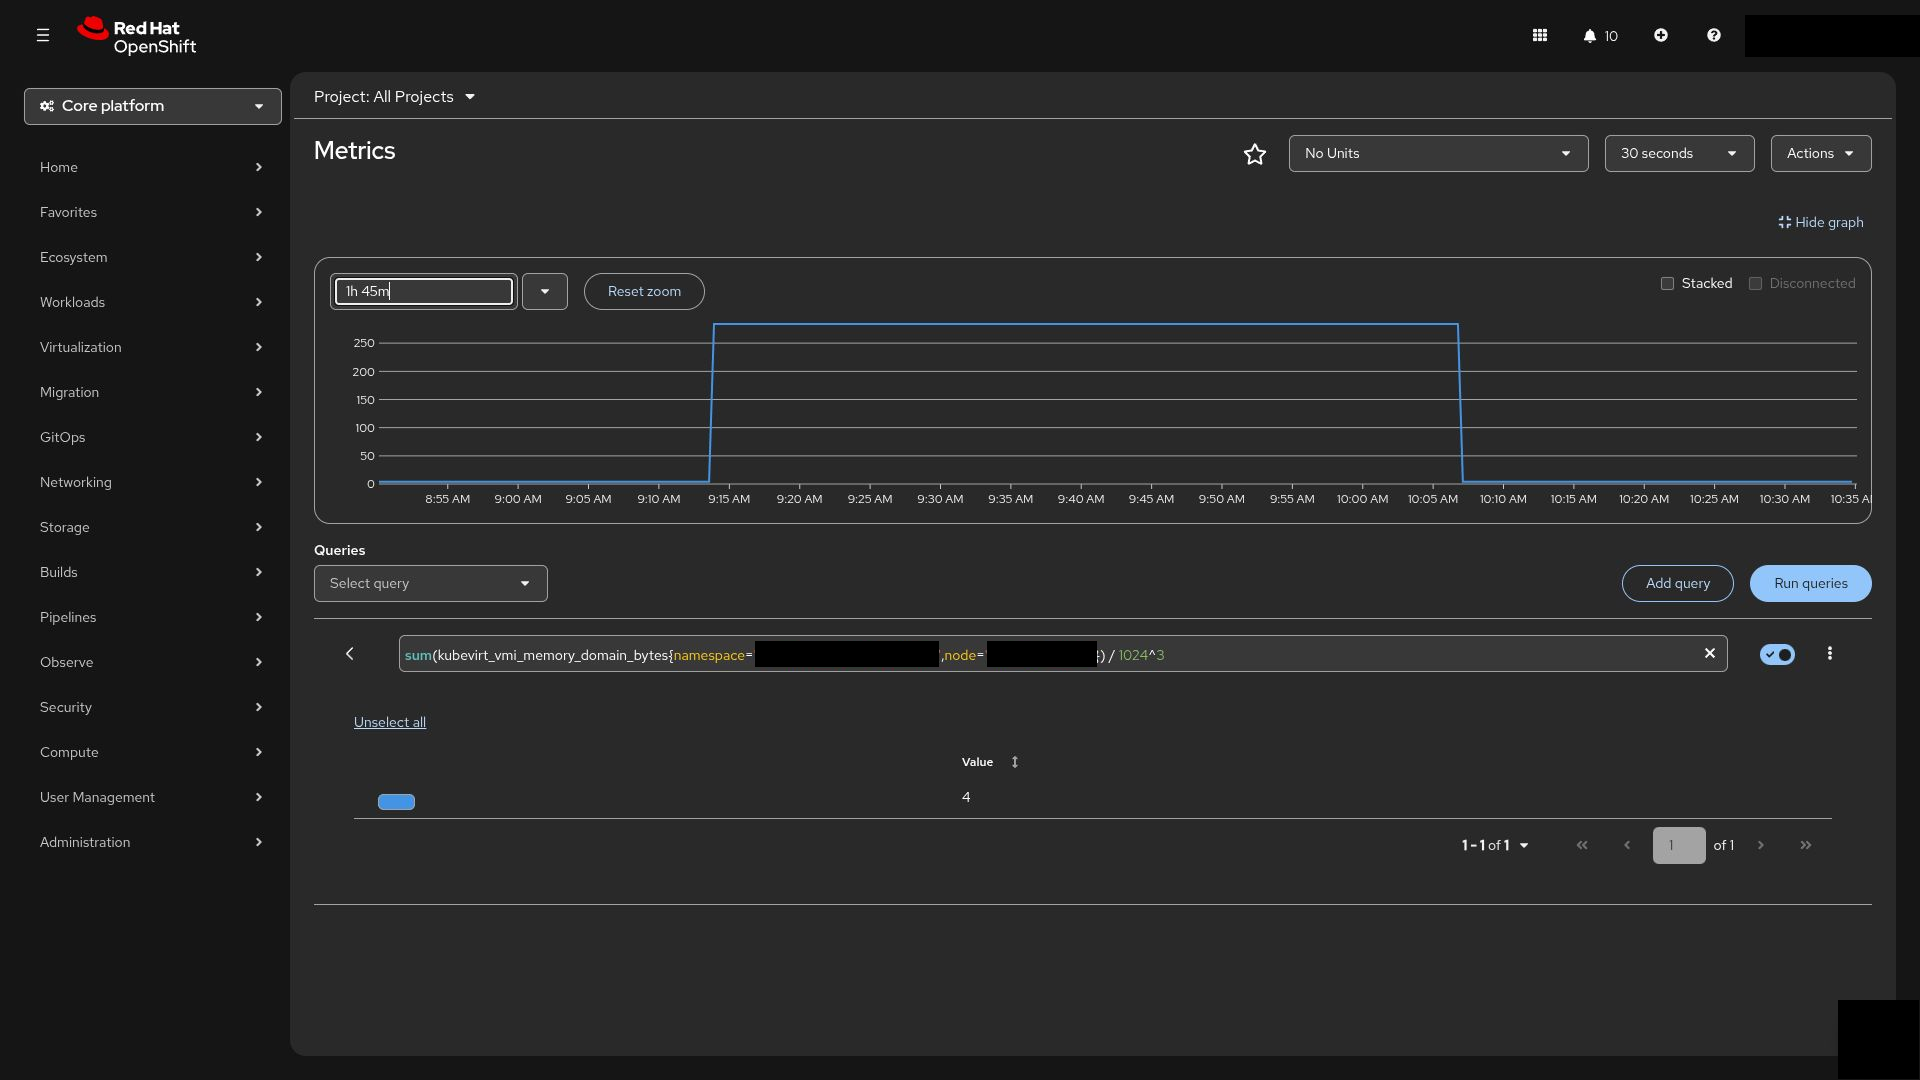 Red Hat
OpenShift
10
Core platform
Home
Favorites
Ecosystem
Workloads
Virtualization
Migration
GitOps
Networking
Storage
Builds
Pipelines
Observe
Security
Compute
User Management
Administration
Project: All Projects
Metrics
No Units
30 seconds
Actions
Hide graph
1h 45m
Reset zoom
Stacked
Disconnected
250
200
150
100
50
0
8:55 AM 9:00 AM 9:05 AM 9:10 AM 9:15 AM 9:20 AM 9:25 AM 9:30 AM 9:35 AM 9:40 AM 9:45 AM 9:50 AM 9:55 AM 10:00 AM 10:05 AM 10:10 AM 10:15 AM 10:20 AM 10:25 AM 10:30 AM 10:35 A
Queries
Select query
Add query
Run queries
sum(kubevirt_vmi_memory_domain_bytes{namespace= ,node= }) / 1024^3
Unselect all
Value
4
1 - 1 of 1
1 of 1